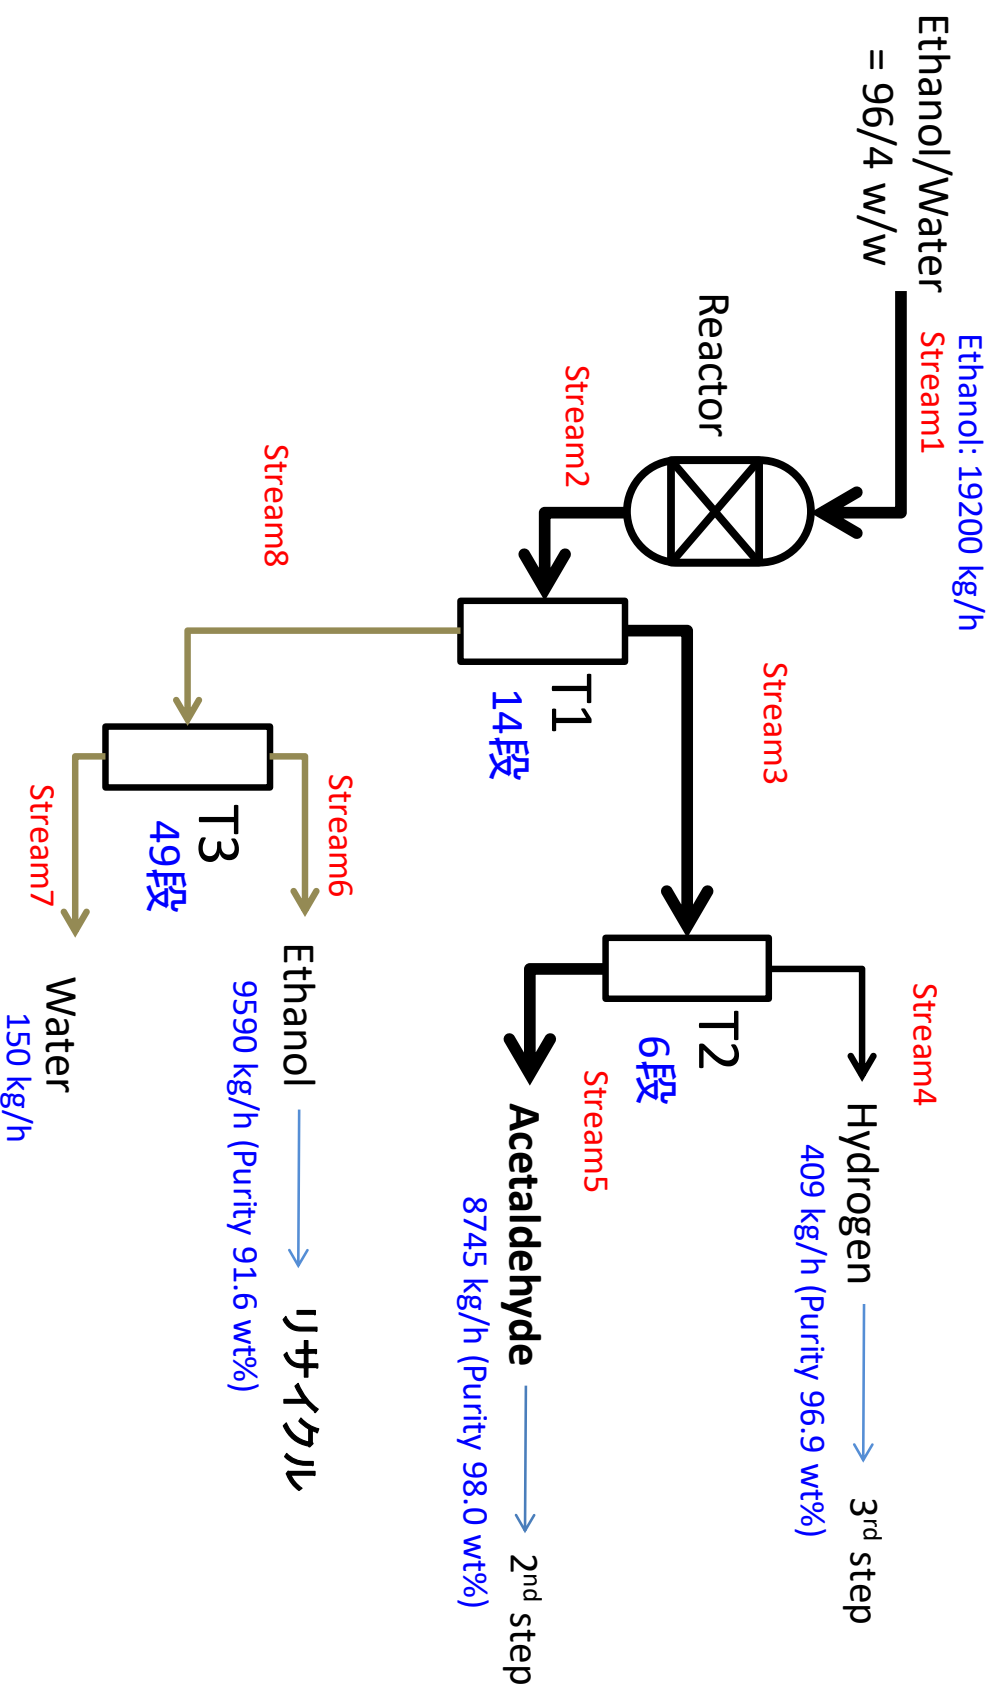 Ethanol: 19200 kg/h
Ethanol/Water
= 96/4 w/w
Stream1
Reactor
Stream2
Stream3
T1
14段
Stream4
Hydrogen
409 kg/h (Purity 96.9 wt%)
3rd step
T2
6段
Stream5
Acetaldehyde
8745 kg/h (Purity 98.0 wt%)
2nd step
Stream8
T3
49段
Stream6
Ethanol
リサイクル
9590 kg/h (Purity 91.6 wt%)
Stream7
Water
150 kg/h